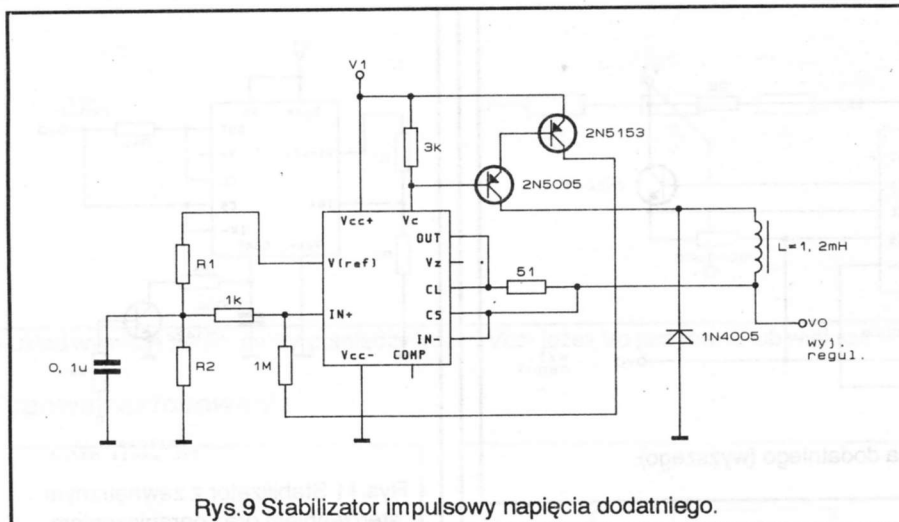 V1
3k
2N5153
2N5005
Vcc+
Vc
OUT
V(ref)
Vz
CL
CS
IN+
IN-
Vcc-
COMP
R1
R2
1k
1M
0,1u
51
L=1,2mH
1N4005
VO
wyj.
regul.
Rys.9 Stabilizator impulsowy napięcia dodatniego.